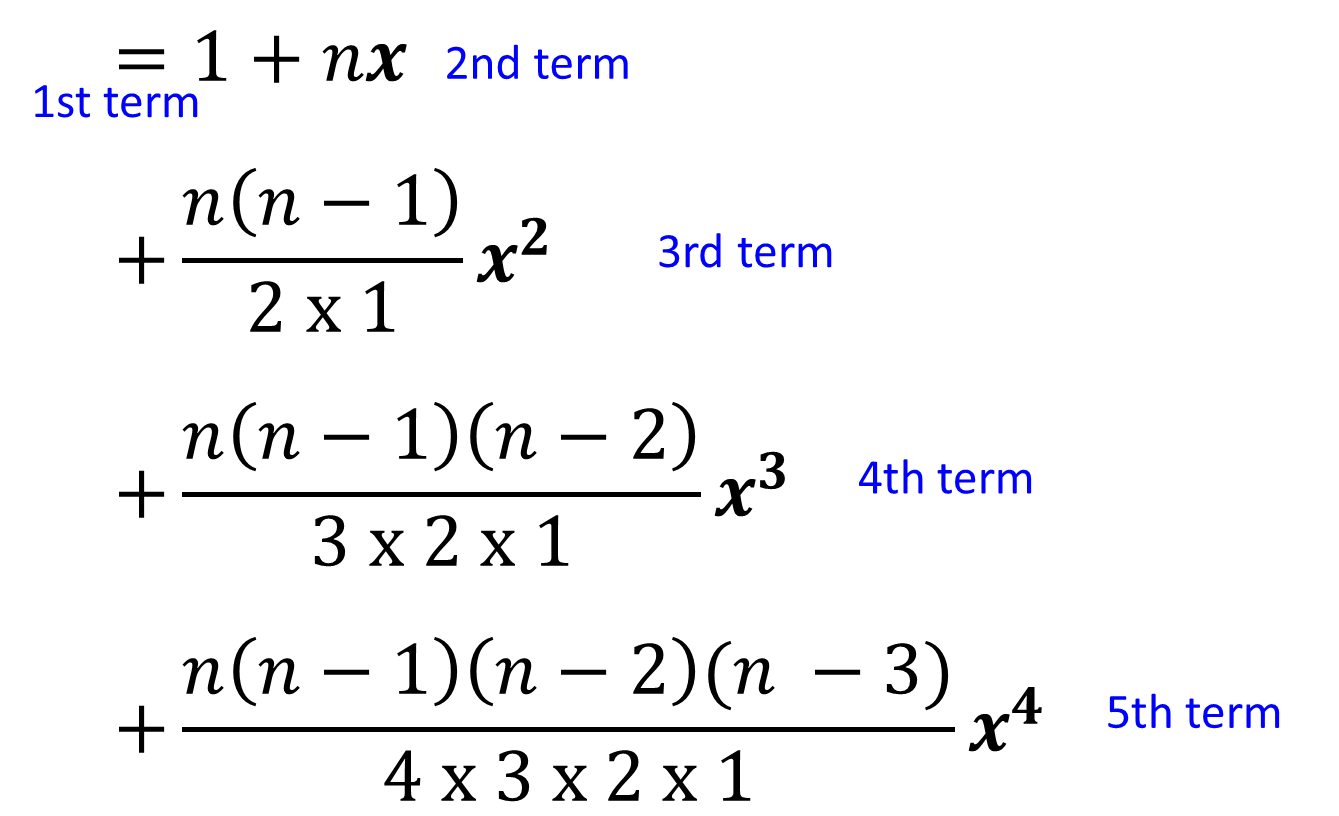 = 1 + nx 2nd term
1st term
n(n − 1)
+ x² 3rd term
2 x 1
n(n − 1)(n − 2)
+ x³ 4th term
3 x 2 x 1
n(n − 1)(n − 2)(n − 3)
+ x⁴ 5th term
4 x 3 x 2 x 1